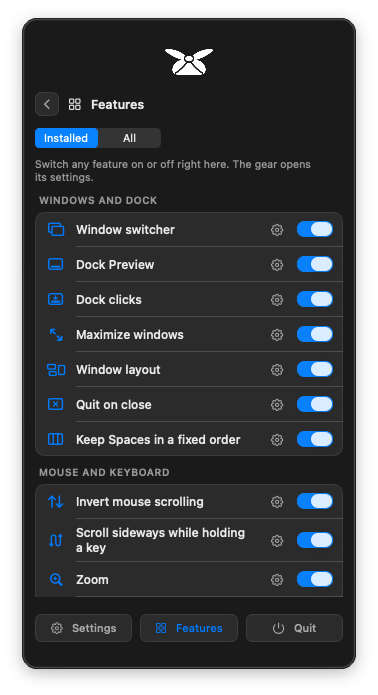 Features
Installed
All
Switch any feature on or off right here. The gear opens
its settings.
WINDOWS AND DOCK
Window switcher
Dock Preview
Dock clicks
Maximize windows
Window layout
Quit on close
Keep Spaces in a fixed order
MOUSE AND KEYBOARD
Invert mouse scrolling
Scroll sideways while holding
a key
Zoom
Settings
Features
Quit